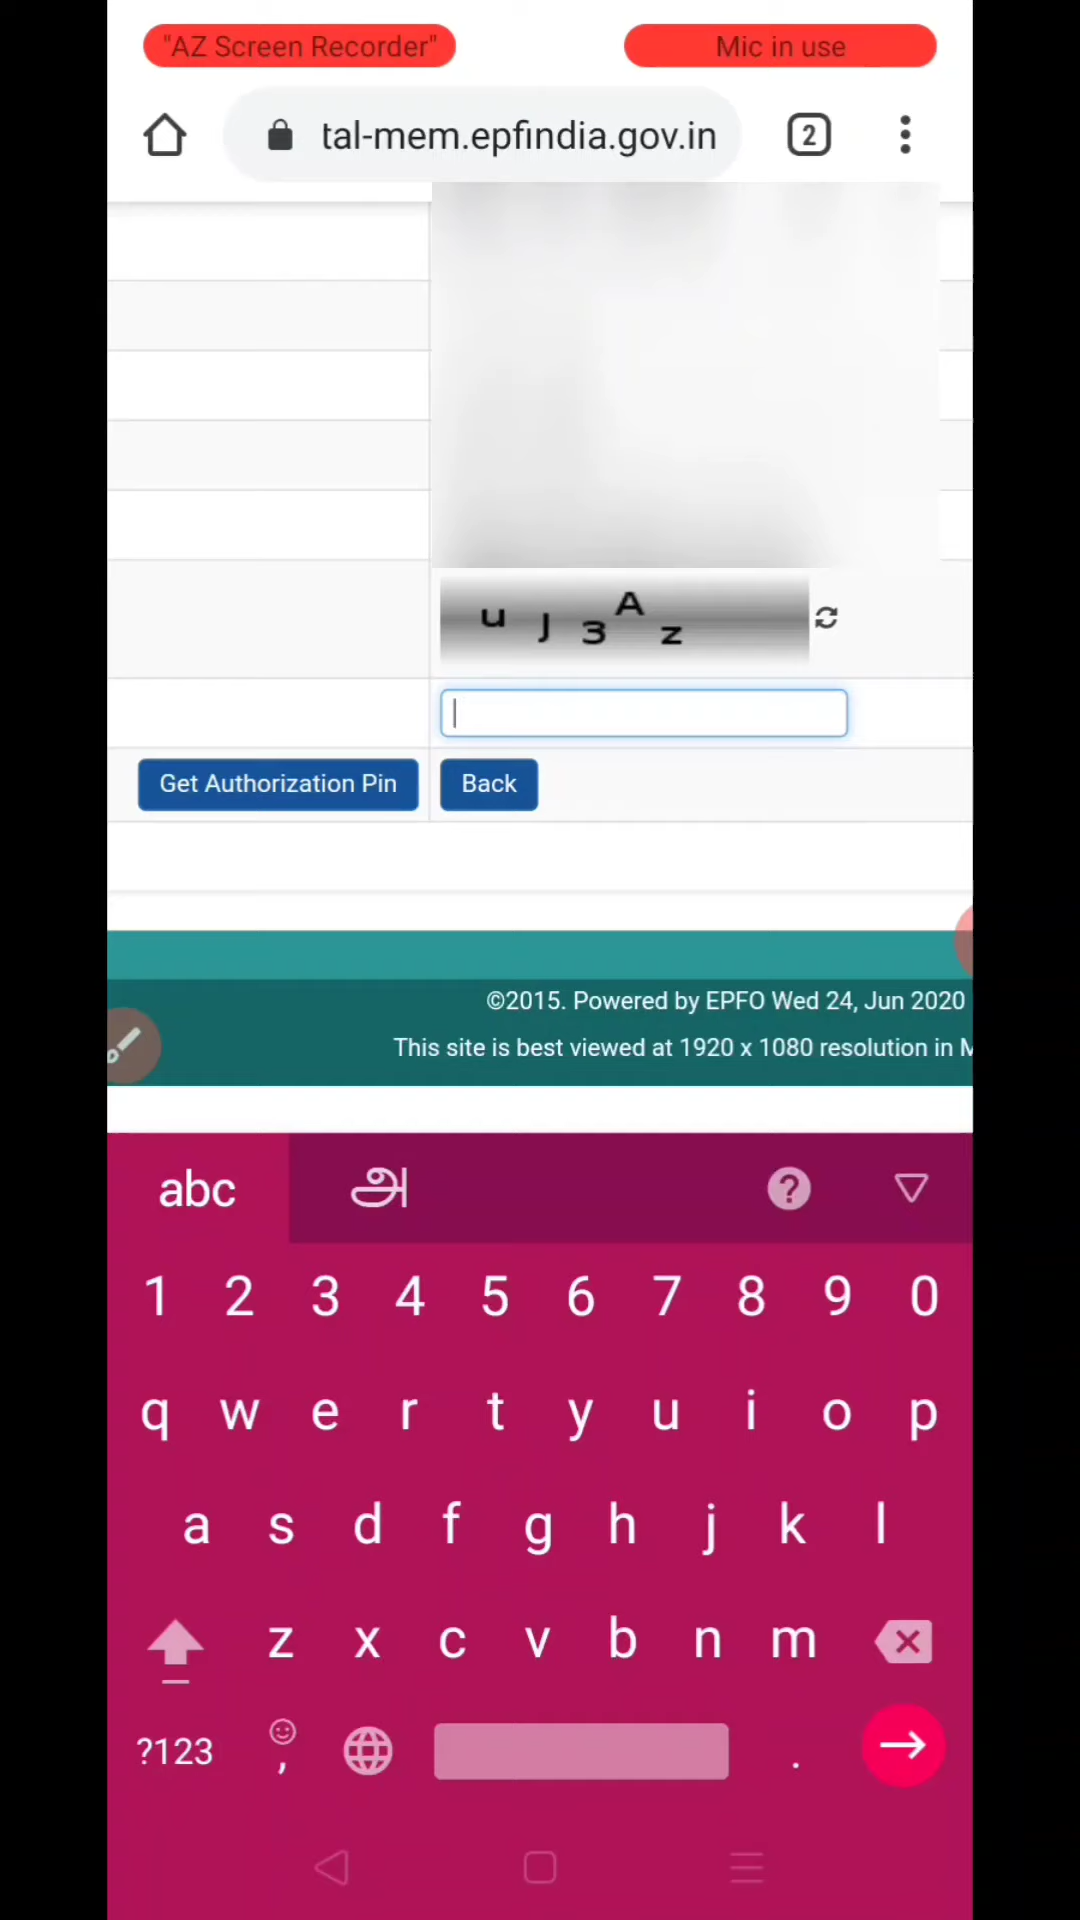 "AZ Screen Recorder" Mic in use
tal-mem.epfindia.gov.in 2
u J 3 A z
Get Authorization Pin Back
©2015. Powered by EPFO Wed 24, Jun 2020
This site is best viewed at 1920 x 1080 resolution in M
abc அ ?
1 2 3 4 5 6 7 8 9 0
q w e r t y u i o p
a s d f g h j k l
z x c v b n m
?123 , .